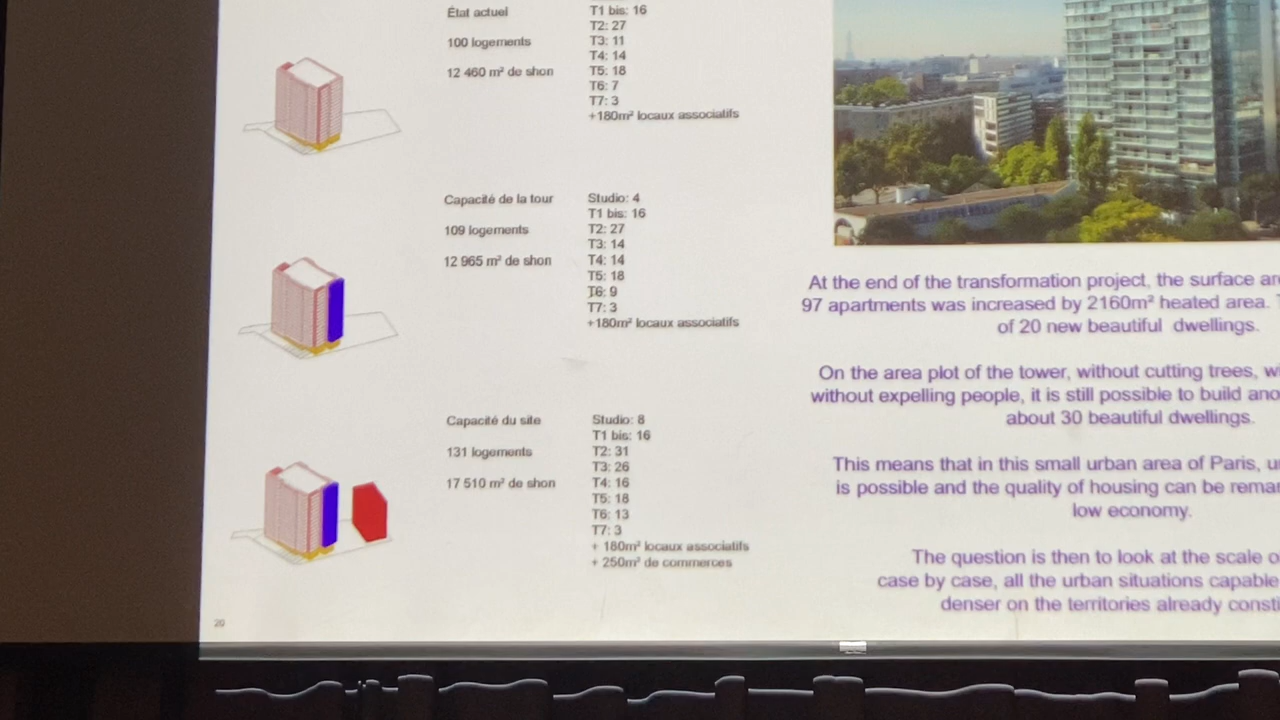 État actuel
100 logements
12 460 m² de shon
T1 bis: 16
T2: 27
T3: 11
T4: 14
T5: 18
T6: 7
T7: 3
+180m² locaux associatifs
Capacité de la tour
109 logements
12 965 m² de shon
Studio: 4
T1 bis: 16
T2: 27
T3: 14
T4: 14
T5: 18
T6: 9
T7: 3
+180m² locaux associatifs
Capacité du site
131 logements
17 510 m² de shon
Studio: 8
T1 bis: 16
T2: 31
T3: 26
T4: 16
T5: 18
T6: 13
T7: 3
+ 180m² locaux associatifs
+ 250m² de commerces
At the end of the transformation project, the surface
97 apartments was increased by 2160m² heated area.
of 20 new beautiful dwellings.
On the area plot of the tower, without cutting trees,
without expelling people, it is still possible to build
about 30 beautiful dwellings.
This means that in this small urban area of Paris,
is possible and the quality of housing can be
low economy.
The question is then to look at the scale
case by case, all the urban situations capable
denser on the territories already
20